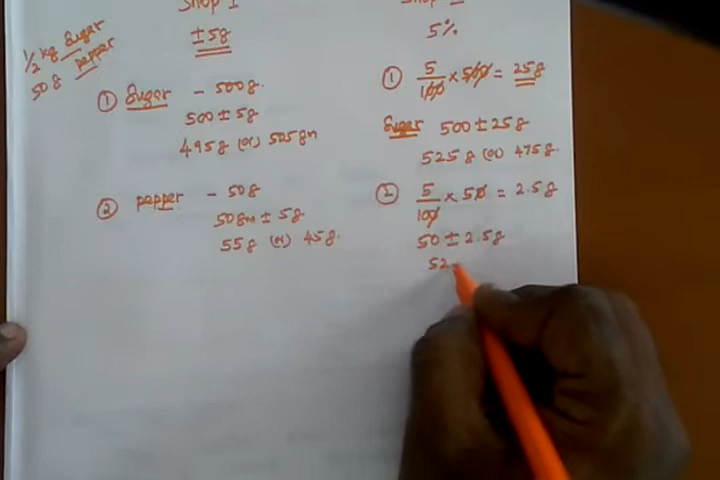 Shop I
±5g
1/2 kg Sugar
50g pepper
① Sugar - 500g.
500 ± 5g
495g (or) 505gm
② pepper - 50g
50gm ± 5g
55g (or) 45g.
5%
① 5/100 × 500 = 25g
Sugar 500 ± 25g
525g (or) 475g.
② 5/100 × 50 = 2.5g
50 ± 2.5g
52